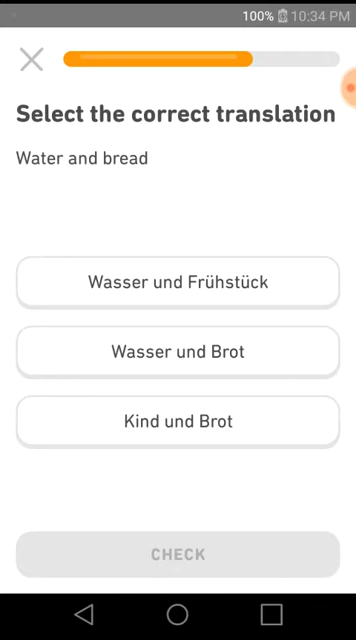 100% 10:34 PM
Select the correct translation
Water and bread
Wasser und Frühstück
Wasser und Brot
Kind und Brot
CHECK